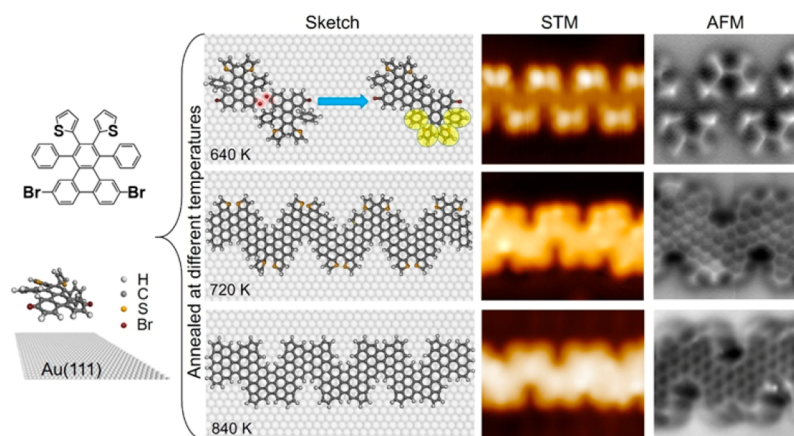 Sketch
STM
AFM
S
S
Br
Br
H
C
S
Br
Au(111)
Annealed at different temperatures
640 K
720 K
840 K